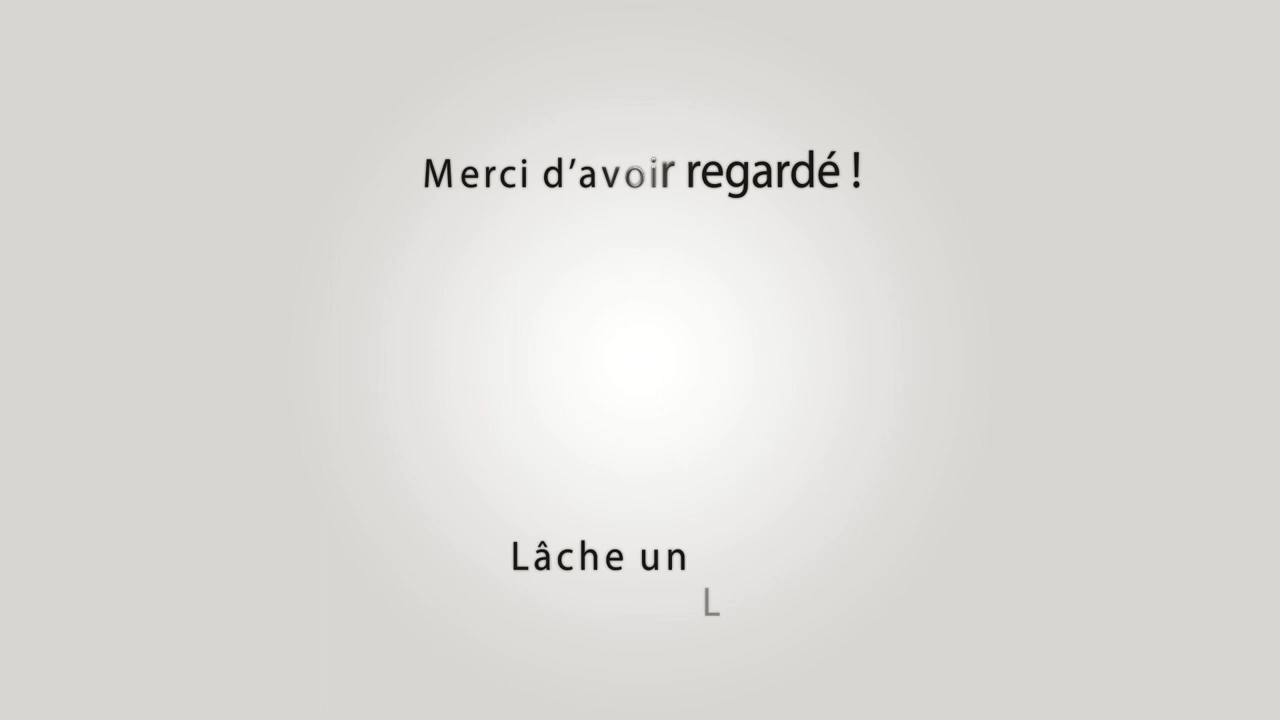 Merci d’avoir regardé !
Lâche un
L